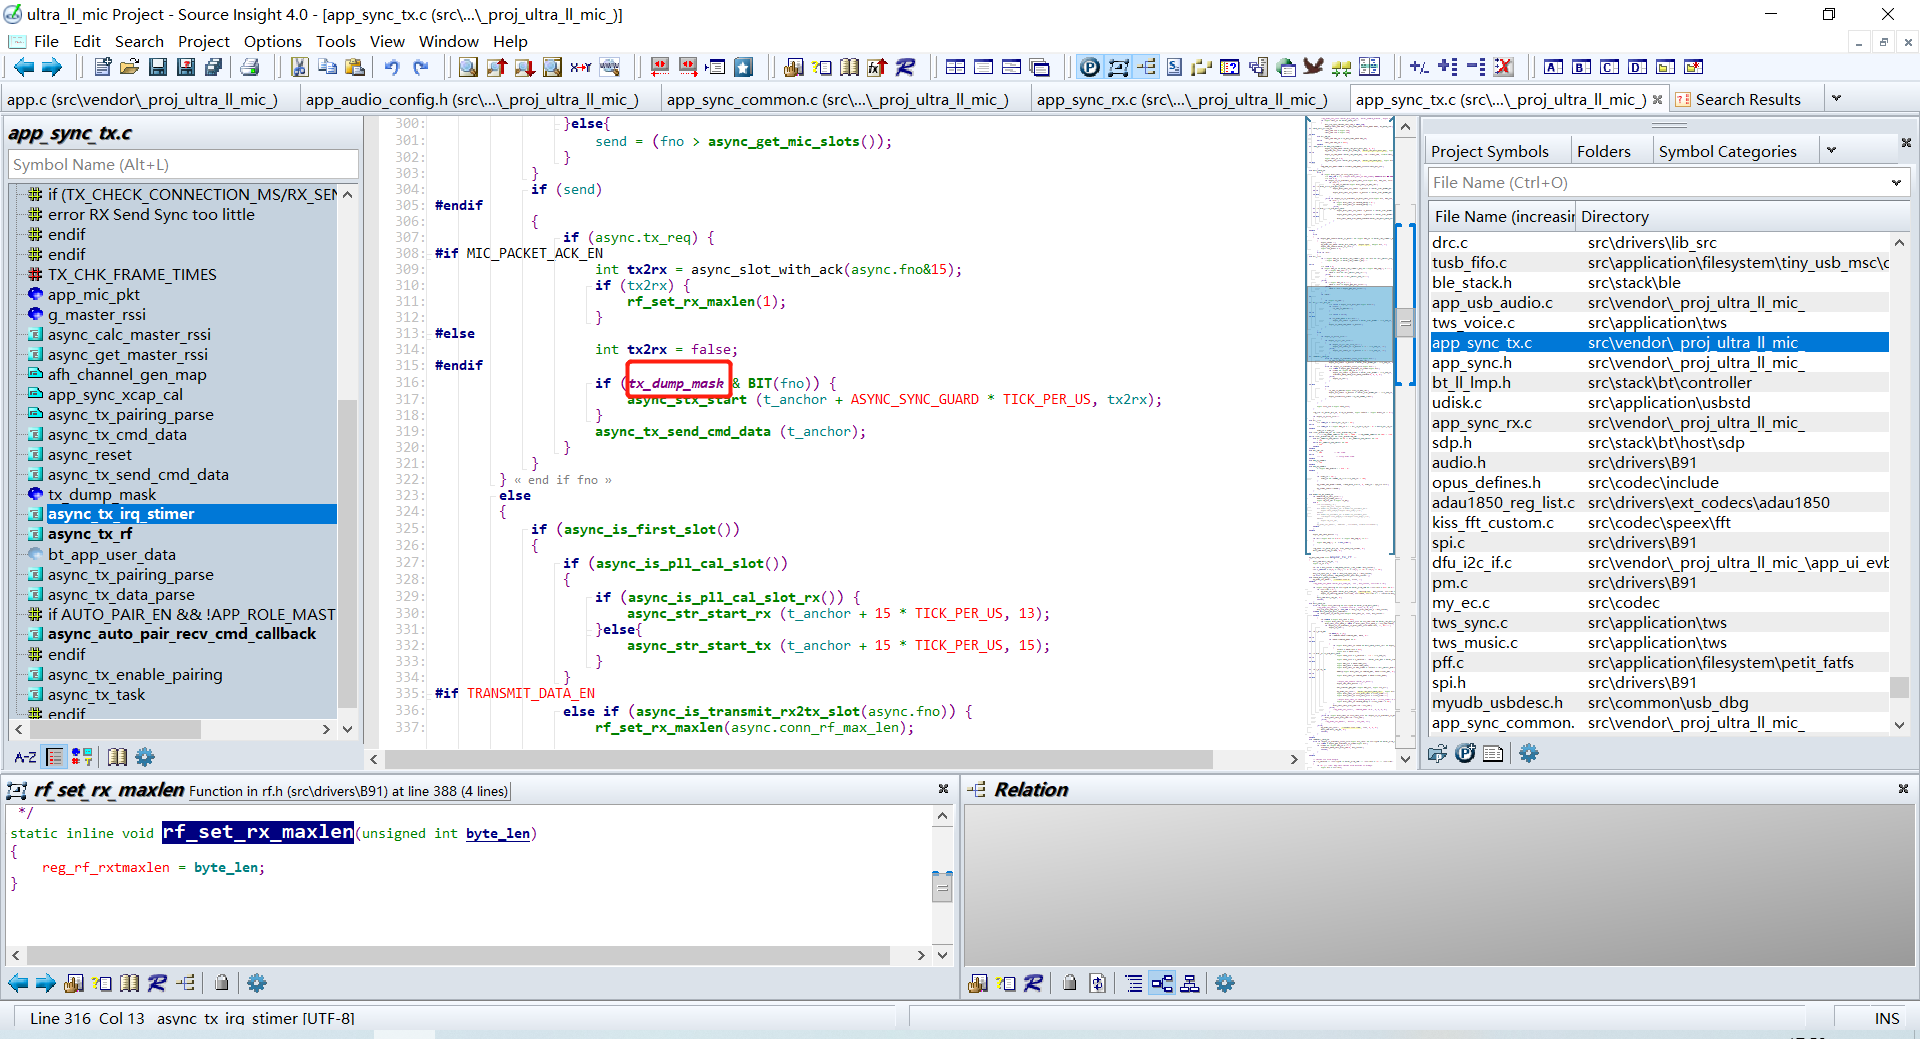 ultra_ll_mic Project - Source Insight 4.0 - [app_sync_tx.c (src\...\_proj_ultra_ll_mic_)]
File Edit Search Project Options Tools View Window Help
app.c (src\vendor\_proj_ultra_ll_mic_) app_audio_config.h (src\...\_proj_ultra_ll_mic_) app_sync_common.c (src\...\_proj_ultra_ll_mic_) app_sync_rx.c (src\...\_proj_ultra_ll_mic_) app_sync_tx.c (src\...\_proj_ultra_ll_mic_) Search Results
app_sync_tx.c
Symbol Name (Alt+L)
if (TX_CHECK_CONNECTION_MS/RX_SEN
error RX Send Sync too little
endif
endif
TX_CHK_FRAME_TIMES
app_mic_pkt
g_master_rssi
async_calc_master_rssi
async_get_master_rssi
afh_channel_gen_map
app_sync_xcap_cal
async_tx_pairing_parse
async_tx_cmd_data
async_reset
async_tx_send_cmd_data
tx_dump_mask
async_tx_irq_stimer
async_tx_rf
bt_app_user_data
async_tx_pairing_parse
async_tx_data_parse
if AUTO_PAIR_EN && !APP_ROLE_MAST
async_auto_pair_recv_cmd_callback
endif
async_tx_enable_pairing
async_tx_task
endif
A-Z
300: }else{
301: send = (fno > async_get_mic_slots());
302: }
303: }
304: if (send)
305: #endif
306: {
307: if (async.tx_req) {
308: #if MIC_PACKET_ACK_EN
309: int tx2rx = async_slot_with_ack(async.fno&15);
310: if (tx2rx) {
311: rf_set_rx_maxlen(1);
312: }
313: #else
314: int tx2rx = false;
315: #endif
316: if (tx_dump_mask & BIT(fno)) {
317: async_stx_start (t_anchor + ASYNC_SYNC_GUARD * TICK_PER_US, tx2rx);
318: }
319: async_tx_send_cmd_data (t_anchor);
320: }
321: }
322: } « end if fno »
323: else
324: {
325: if (async_is_first_slot())
326: {
327: if (async_is_pll_cal_slot())
328: {
329: if (async_is_pll_cal_slot_rx()) {
330: async_str_start_rx (t_anchor + 15 * TICK_PER_US, 13);
331: }else{
332: async_str_start_tx (t_anchor + 15 * TICK_PER_US, 15);
333: }
334: }
335: #if TRANSMIT_DATA_EN
336: else if (async_is_transmit_rx2tx_slot(async.fno)) {
337: rf_set_rx_maxlen(async.conn_rf_max_len);
Project Symbols Folders Symbol Categories
File Name (Ctrl+O)
File Name (increasin Directory
drc.c src\drivers\lib_src
tusb_fifo.c src\application\filesystem\tiny_usb_msc\c
ble_stack.h src\stack\ble
app_usb_audio.c src\vendor\_proj_ultra_ll_mic_
tws_voice.c src\application\tws
app_sync_tx.c src\vendor\_proj_ultra_ll_mic_
app_sync.h src\vendor\_proj_ultra_ll_mic_
bt_ll_lmp.h src\stack\bt\controller
udisk.c src\application\usbstd
app_sync_rx.c src\vendor\_proj_ultra_ll_mic_
sdp.h src\stack\bt\host\sdp
audio.h src\drivers\B91
opus_defines.h src\codec\include
adau1850_reg_list.c src\drivers\ext_codecs\adau1850
kiss_fft_custom.c src\codec\speex\fft
spi.c src\drivers\B91
dfu_i2c_if.c src\vendor\_proj_ultra_ll_mic_\app_ui_evb
pm.c src\drivers\B91
my_ec.c src\codec
tws_sync.c src\application\tws
tws_music.c src\application\tws
pff.c src\application\filesystem\petit_fatfs
spi.h src\drivers\B91
myudb_usbdesc.h src\common\usb_dbg
app_sync_common. src\vendor\_proj_ultra_ll_mic_
rf_set_rx_maxlen Function in rf.h (src\drivers\B91) at line 388 (4 lines)
*/
static inline void rf_set_rx_maxlen(unsigned int byte_len)
{
reg_rf_rxtmaxlen = byte_len;
}
Relation
Line 316 Col 13 async_tx_irq_stimer [UTF-8]
INS